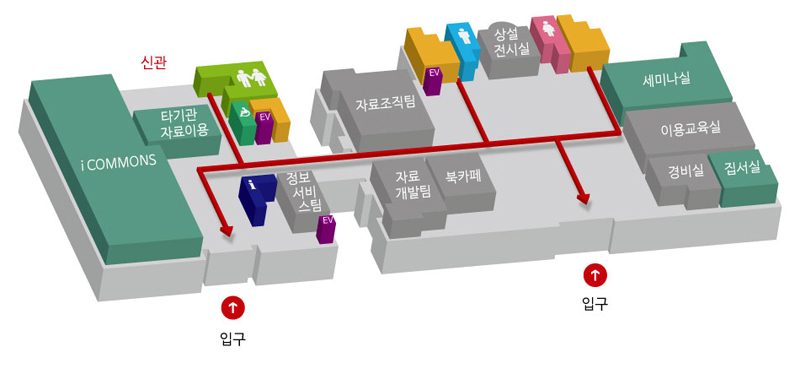 신관
상설
전시실
EV
세미나실
자료조직팀
타기관
자료이용
EV
이용교육실
i COMMONS
경비실
집서실
자료
개발팀
북카페
정보
서비
스팀
EV
입구
입구